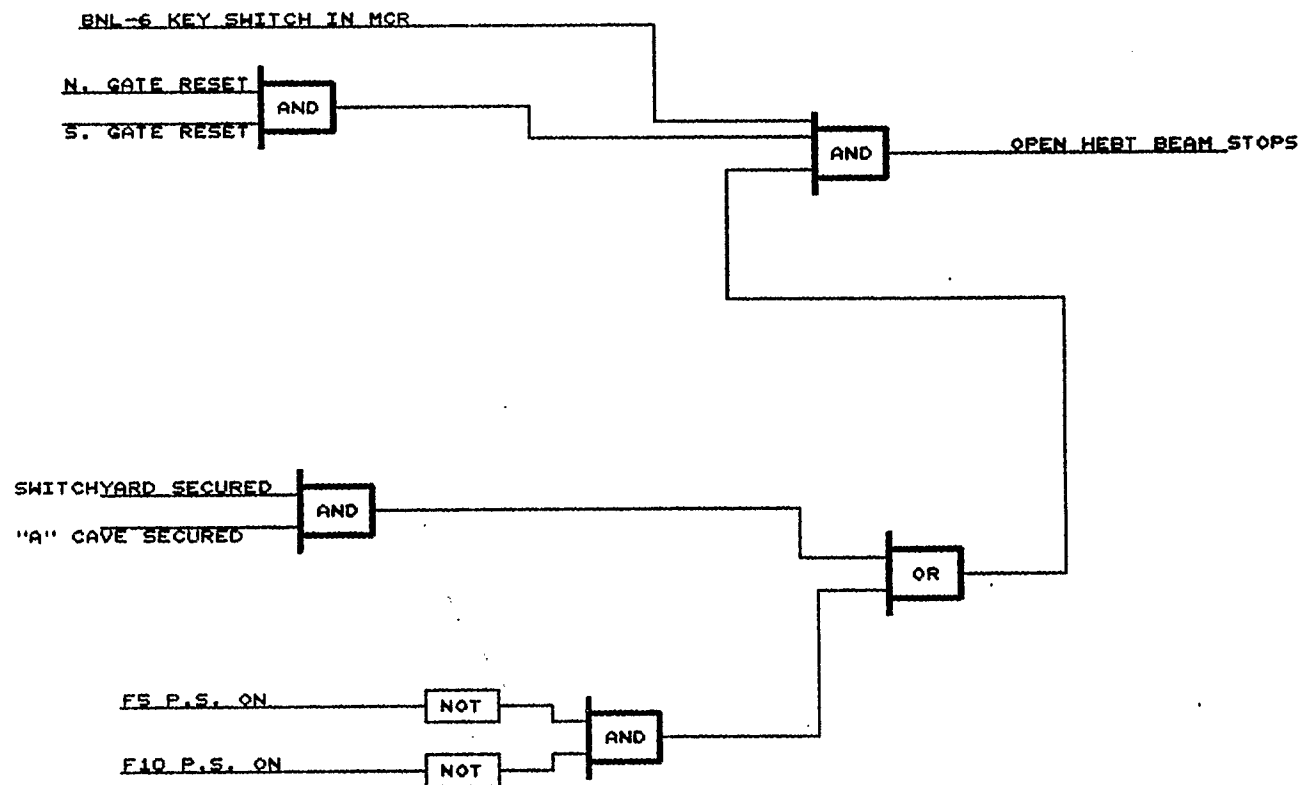 BNL-6 KEY SWITCH IN MCR
N. GATE RESET
AND
S. GATE RESET
AND
OPEN HEBT BEAM STOPS
SWITCHYARD SECURED
AND
"A" CAVE SECURED
OR
F5 P.S. ON
NOT
AND
F10 P.S. ON
NOT